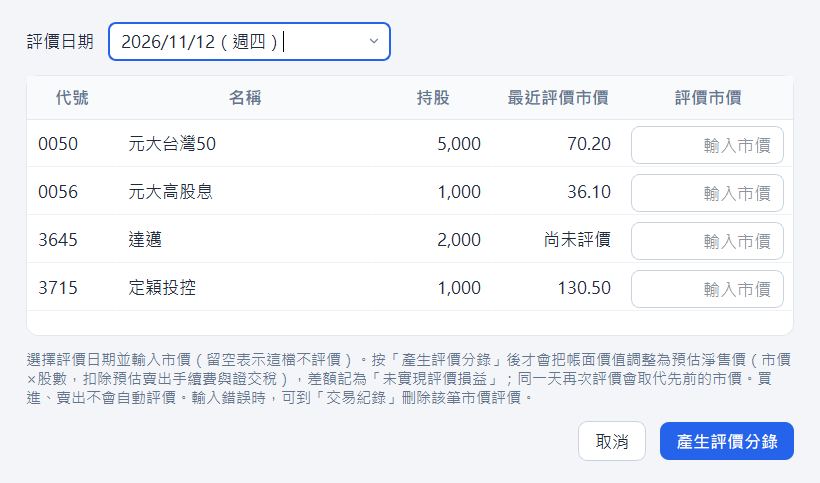 評價日期 2026/11/12（週四）
代號 名稱 持股 最近評價市價 評價市價
0050 元大台灣50 5,000 70.20 輸入市價
0056 元大高股息 1,000 36.10 輸入市價
3645 達邁 2,000 尚未評價 輸入市價
3715 定穎投控 1,000 130.50 輸入市價
選擇評價日期並輸入市價（留空表示這檔不評價）。按「產生評價分錄」後才會把帳面價值調整為預估淨售價（市價
×股數，扣除預估賣出手續費與證交稅），差額記為「未實現評價損益」；同一天再次評價會取代先前的市價。買
進、賣出不會自動評價。輸入錯誤時，可到「交易紀錄」刪除該筆市價評價。
取消 產生評價分錄